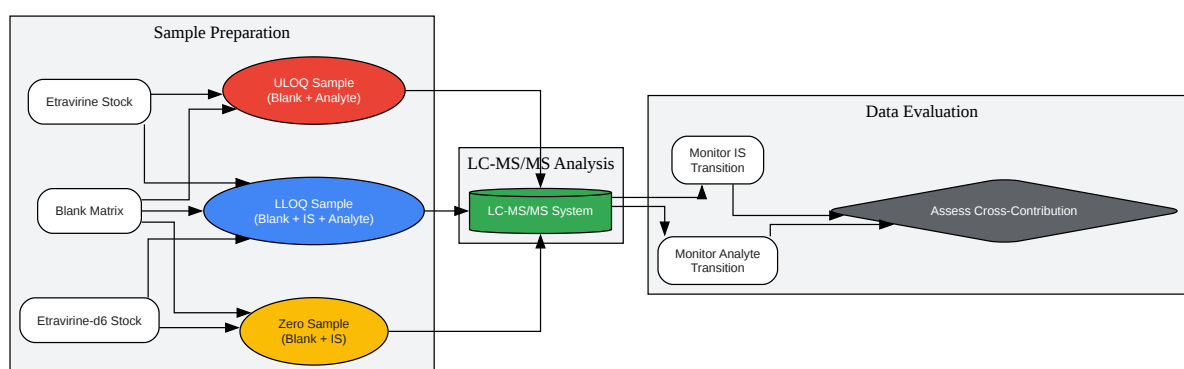 Sample Preparation
ULOQ Sample
(Blank + Analyte)
Etravirine Stock
Blank Matrix
LLOQ Sample
(Blank + IS + Analyte)
Etravirine-d6 Stock
Zero Sample
(Blank + IS)
LC-MS/MS Analysis
LC-MS/MS System
Data Evaluation
Monitor IS
Transition
Monitor Analyte
Transition
Assess Cross-Contribution